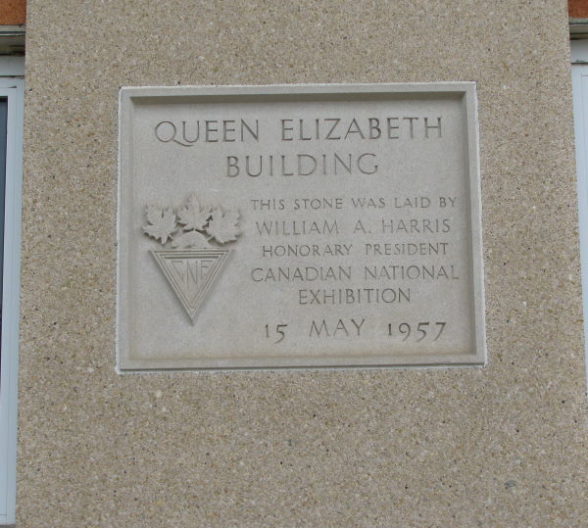 QUEEN ELIZABETH
BUILDING
THIS STONE WAS LAID BY
WILLIAM A. HARRIS
HONORARY PRESIDENT
CANADIAN NATIONAL
EXHIBITION
15 MAY 1957
CNE